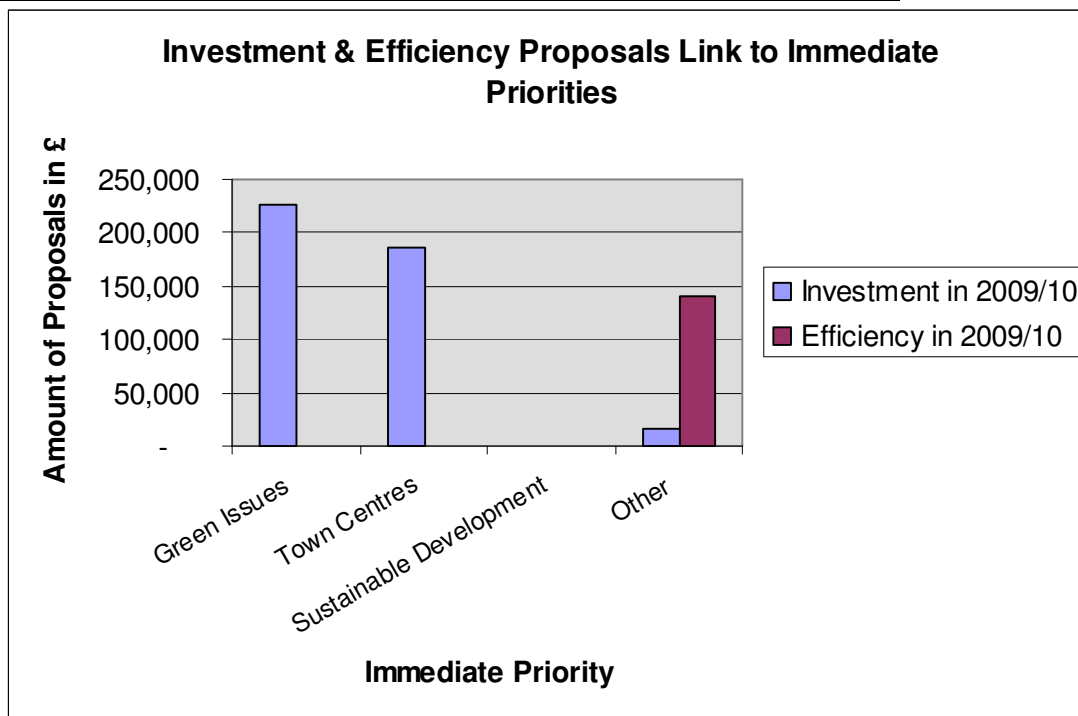 Investment & Efficiency Proposals Link to Immediate
Priorities
Amount of Proposals in £
250,000
200,000
150,000
100,000
50,000
-
Green Issues
Town Centres
Sustainable Development
Other
Immediate Priority
Investment in 2009/10
Efficiency in 2009/10